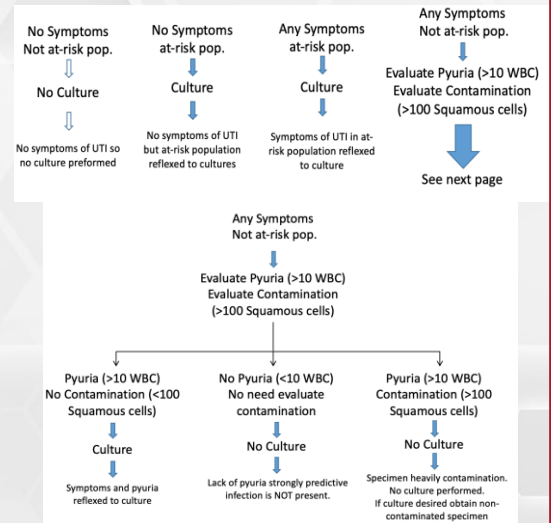 No Symptoms
Not at-risk pop.
No Culture
No symptoms of UTI so
no culture preformed
No Symptoms
at-risk pop.
Culture
No symptoms of UTI
but at-risk population
reflexed to cultures
Any Symptoms
at-risk pop.
Culture
Symptoms of UTI in at-
risk population reflexed
to culture
Any Symptoms
Not at-risk pop.
Evaluate Pyuria (>10 WBC)
Evaluate Contamination
(>100 Squamous cells)
See next page
Any Symptoms
Not at-risk pop.
Evaluate Pyuria (>10 WBC)
Evaluate Contamination
(>100 Squamous cells)
Pyuria (>10 WBC)
No Contamination (<100
Squamous cells)
Culture
Symptoms and pyuria
reflexed to culture
No Pyuria (<10 WBC)
No need evaluate
contamination
No Culture
Lack of pyuria strongly predictive
infection is NOT present.
Pyuria (>10 WBC)
Contamination (>100
Squamous cells)
No Culture
Specimen heavily contamination.
No culture performed.
If culture desired obtain non-
contaminated specimen